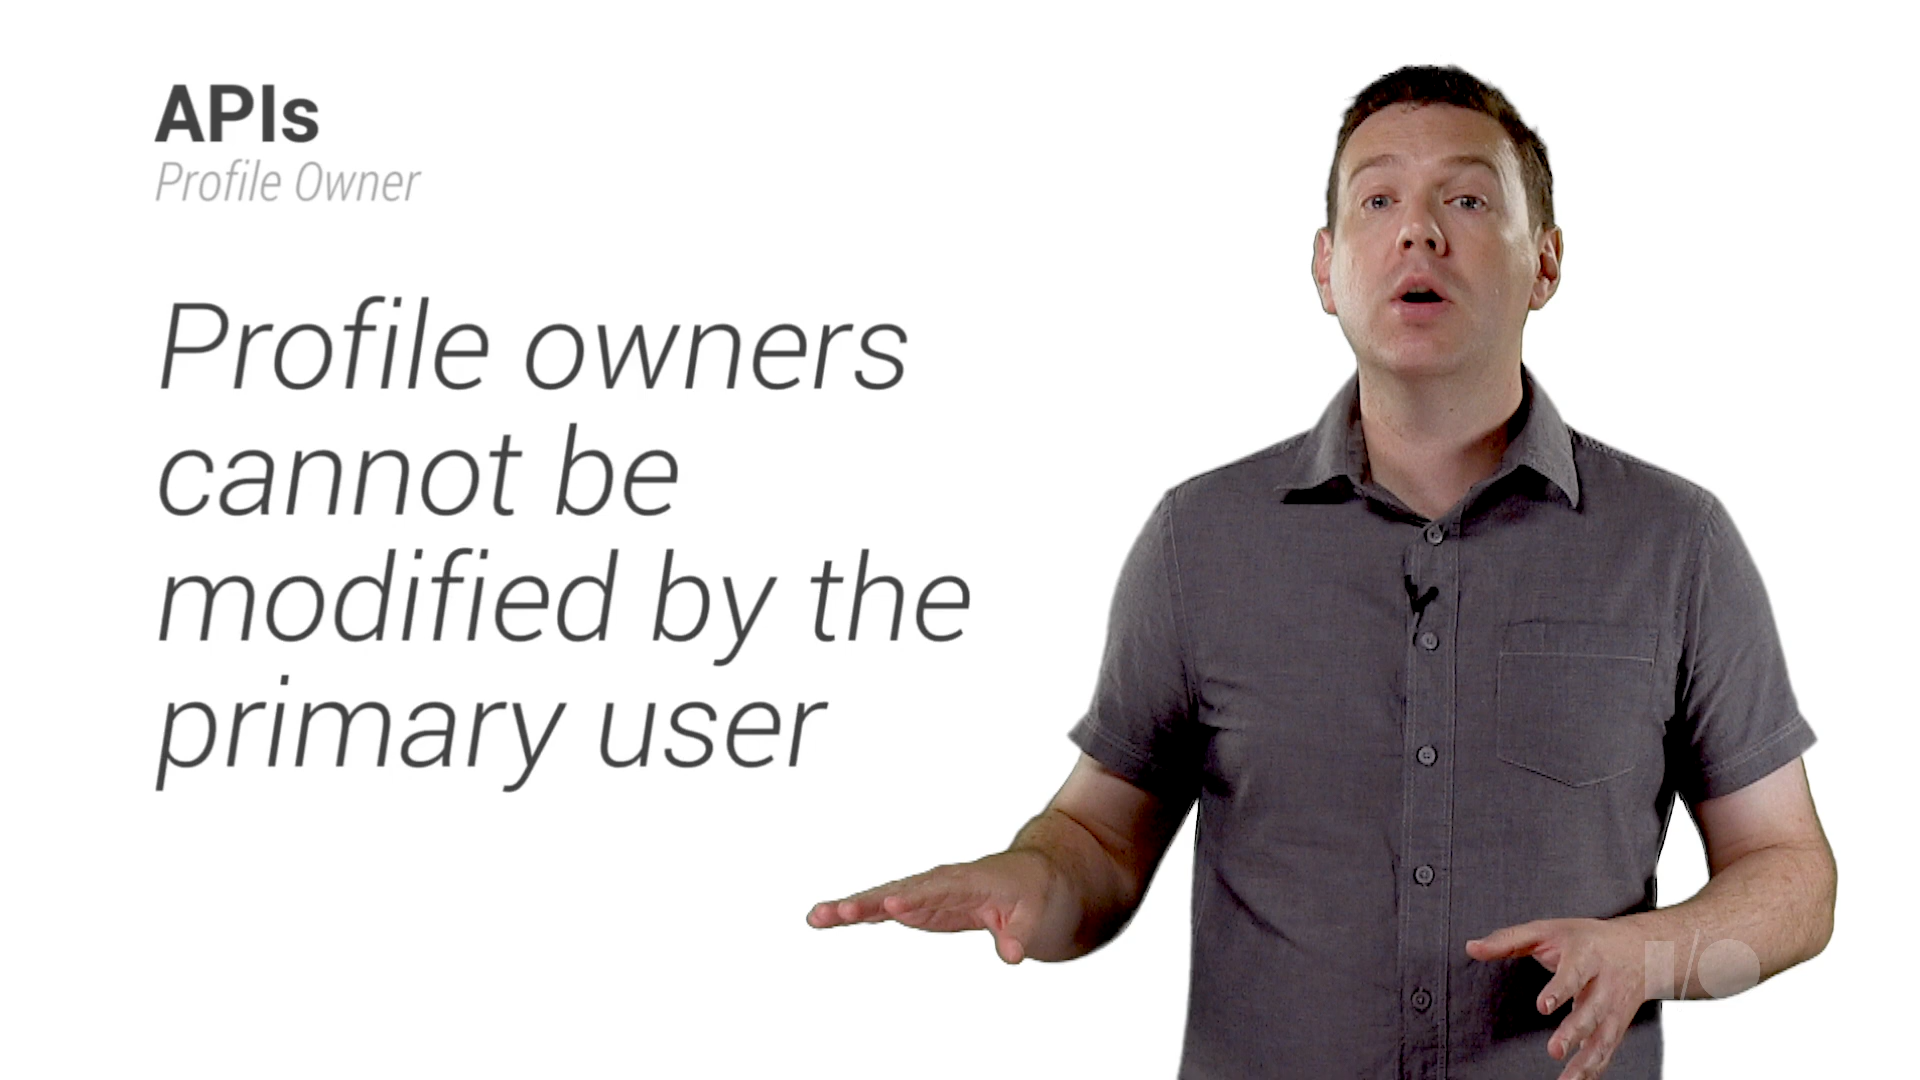 APIs
Profile Owner
Profile owners
cannot be
modified by the
primary user
I/O